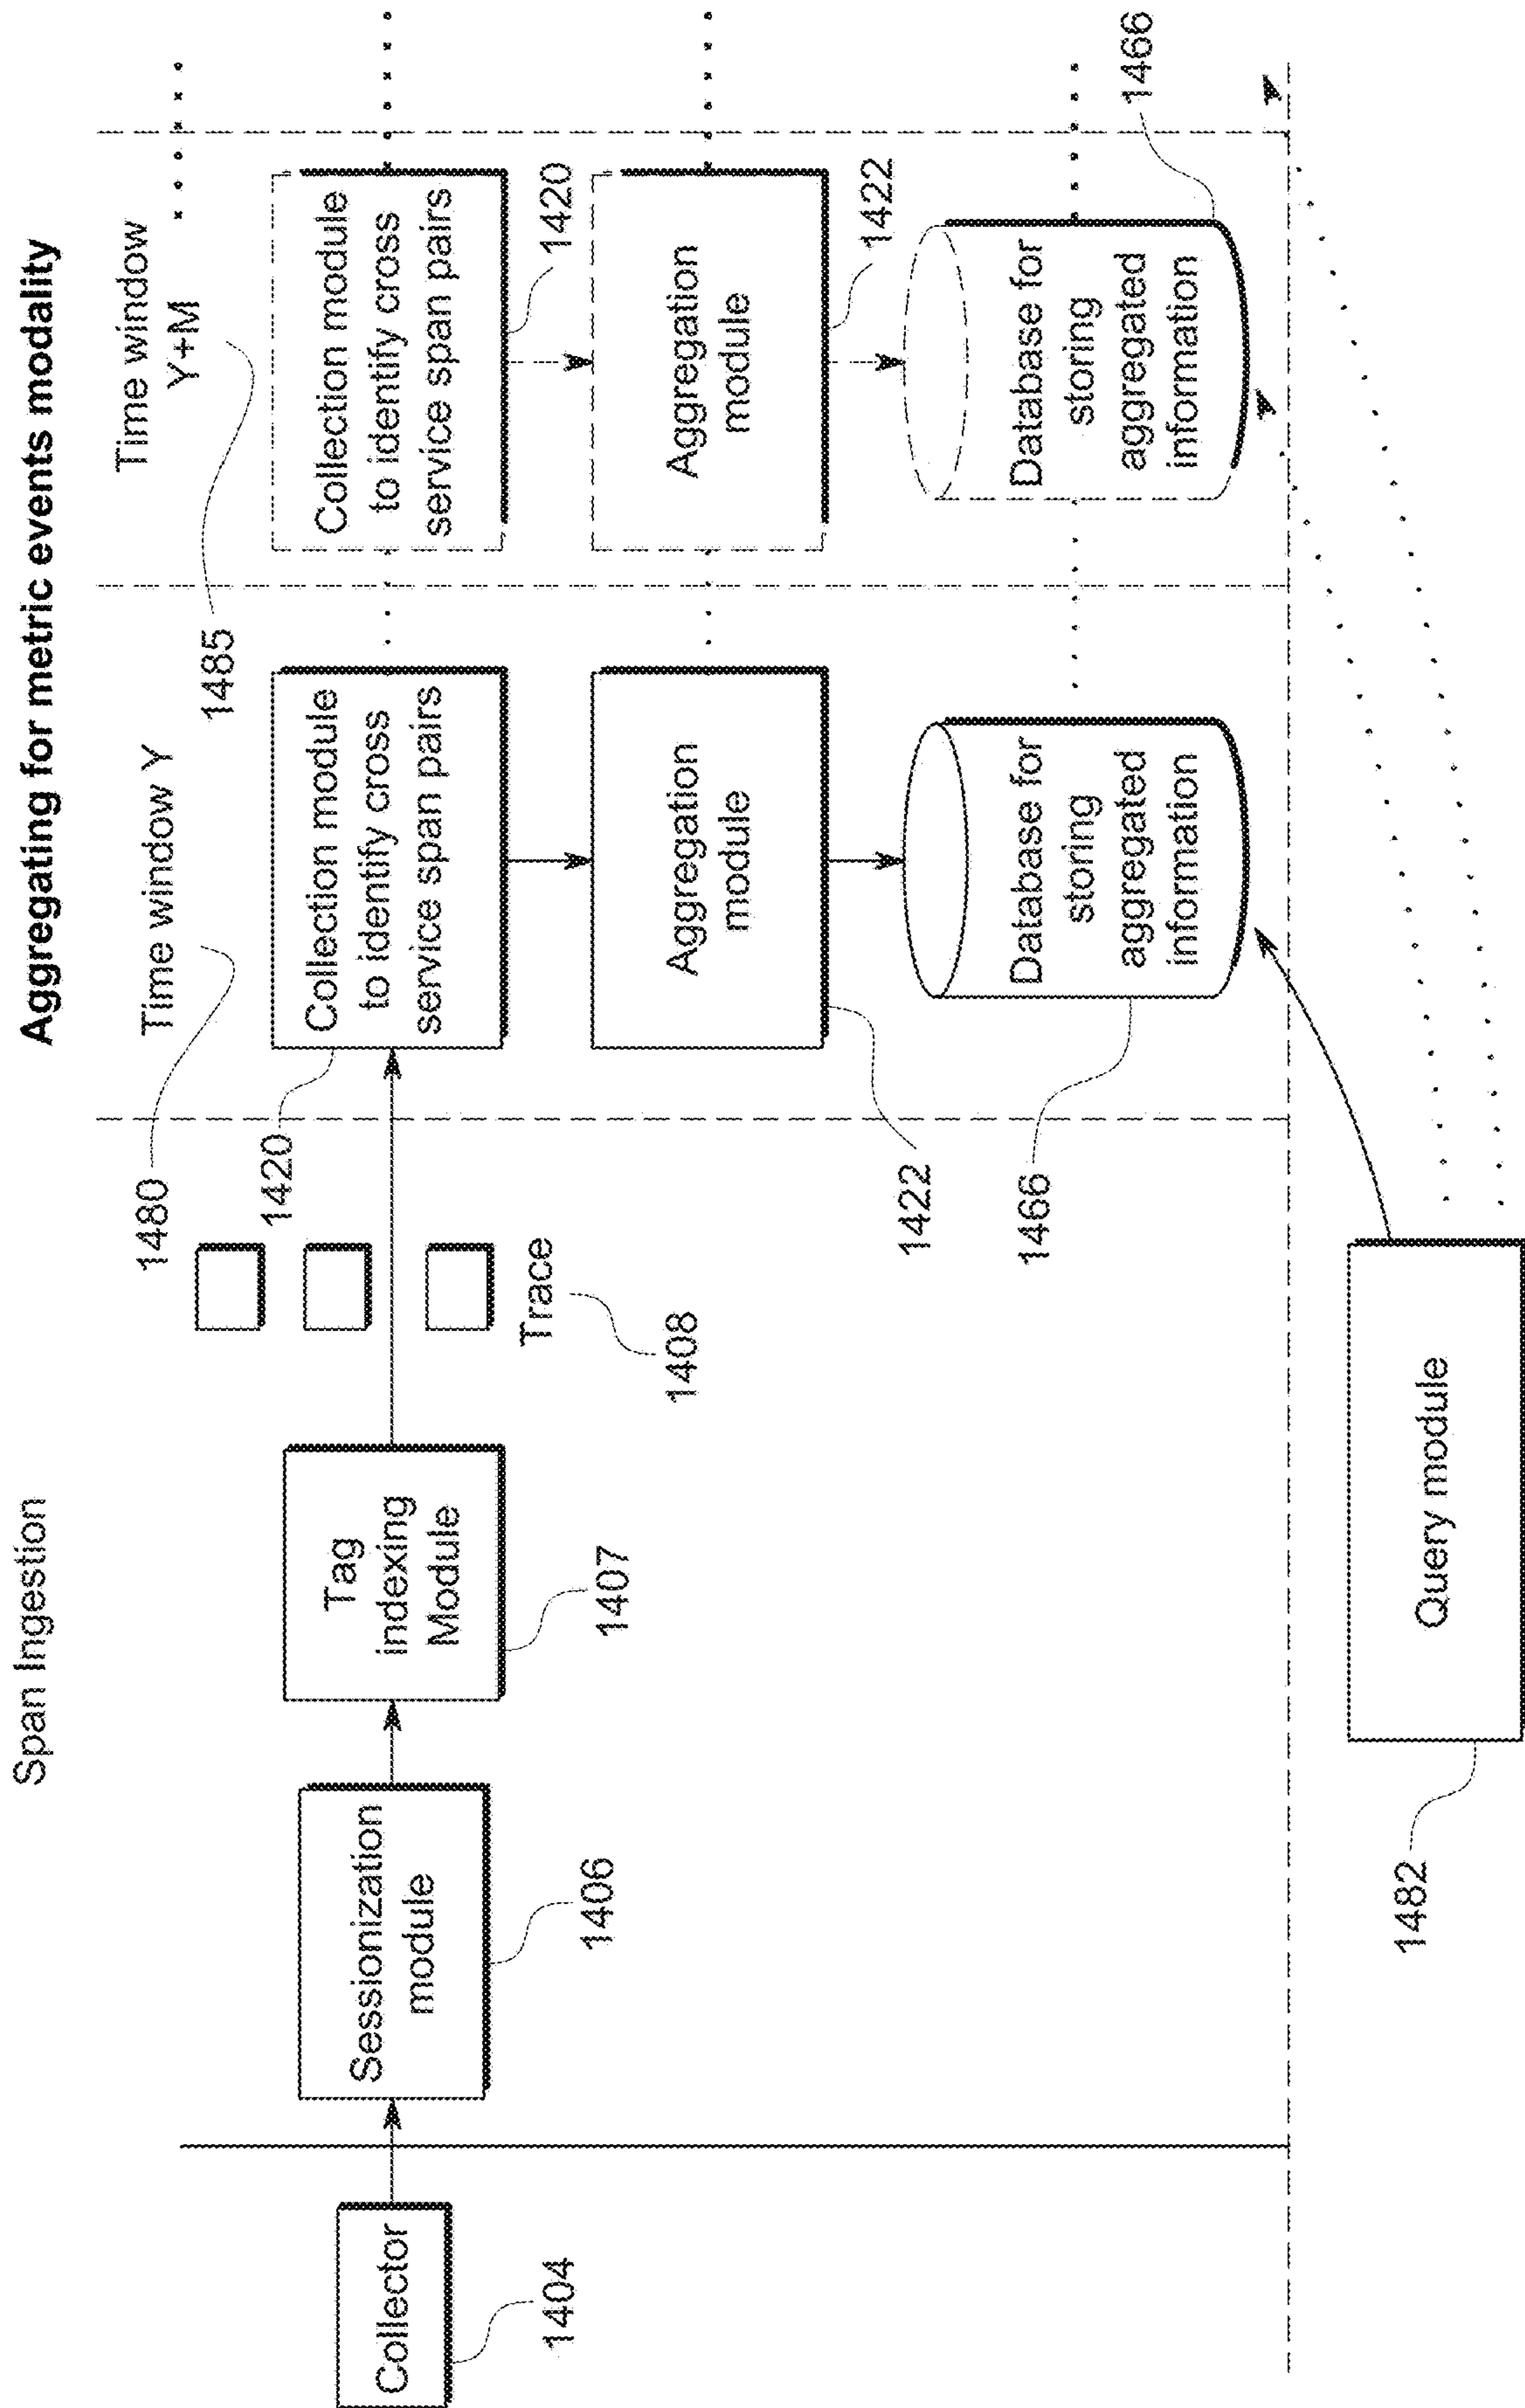 Span Ingestion
Aggregating for metric events modality
Collector
1404
Sessionization
module
1406
Tag
indexing
Module
1407
Trace
1408
Time window Y
1480
Collection module
to identify cross
service span pairs
1420
Aggregation
module
1422
Database for
storing
aggregated
information
1466
Time window
Y+M
1485
Collection module
to identify cross
service span pairs
1420
Aggregation
module
1422
Database for
storing
aggregated
information
1466
Query module
1482